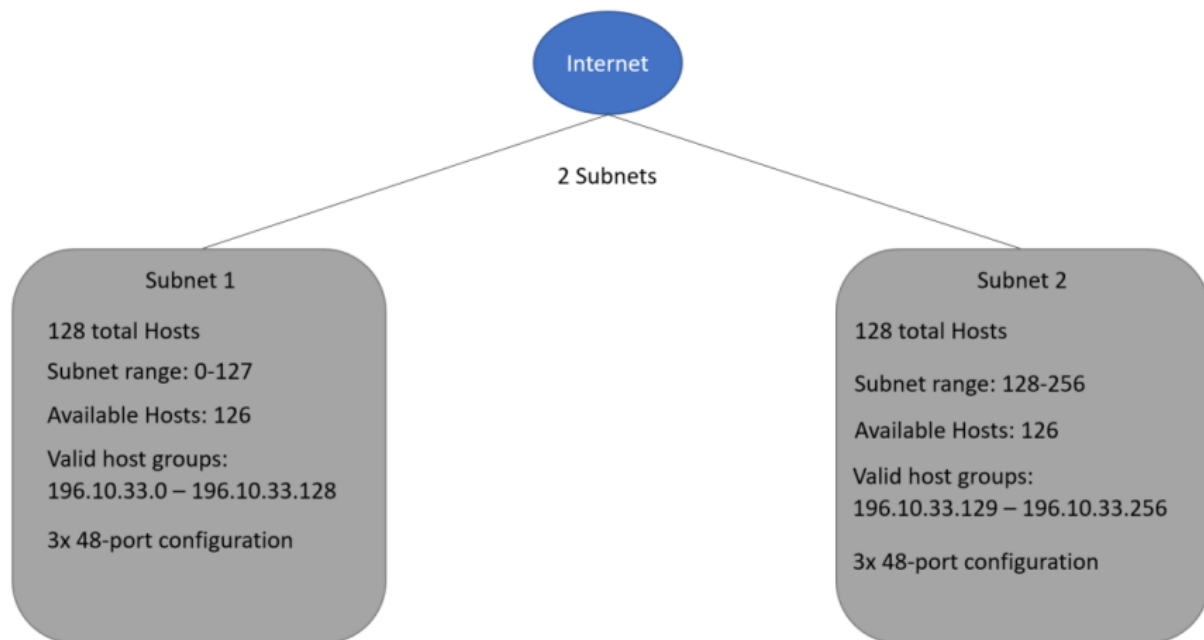 Internet
2 Subnets
Subnet 1
128 total Hosts
Subnet range: 0-127
Available Hosts: 126
Valid host groups:
196.10.33.0 – 196.10.33.128
3x 48-port configuration
Subnet 2
128 total Hosts
Subnet range: 128-256
Available Hosts: 126
Valid host groups:
196.10.33.129 – 196.10.33.256
3x 48-port configuration